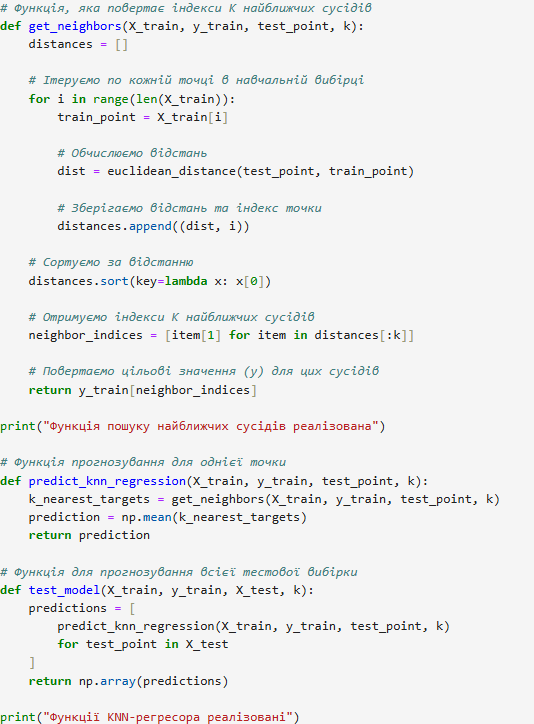 # Функція, яка повертає індекси K найближчих сусідів
def get_neighbors(X_train, y_train, test_point, k):
    distances = []

    # Ітеруємо по кожній точці в навчальній вибірці
    for i in range(len(X_train)):
        train_point = X_train[i]

        # Обчислюємо відстань
        dist = euclidean_distance(test_point, train_point)

        # Зберігаємо відстань та індекс точки
        distances.append((dist, i))

    # Сортуємо за відстанню
    distances.sort(key=lambda x: x[0])

    # Отримуємо індекси K найближчих сусідів
    neighbor_indices = [item[1] for item in distances[:k]]

    # Повертаємо цільові значення (y) для цих сусідів
    return y_train[neighbor_indices]

print("Функція пошуку найближчих сусідів реалізована")

# Функція прогнозування для однієї точки
def predict_knn_regression(X_train, y_train, test_point, k):
    k_nearest_targets = get_neighbors(X_train, y_train, test_point, k)
    prediction = np.mean(k_nearest_targets)
    return prediction

# Функція для прогнозування всієї тестової вибірки
def test_model(X_train, y_train, X_test, k):
    predictions = [
        predict_knn_regression(X_train, y_train, test_point, k)
        for test_point in X_test
    ]
    return np.array(predictions)

print("Функції KNN-регресора реалізовані")